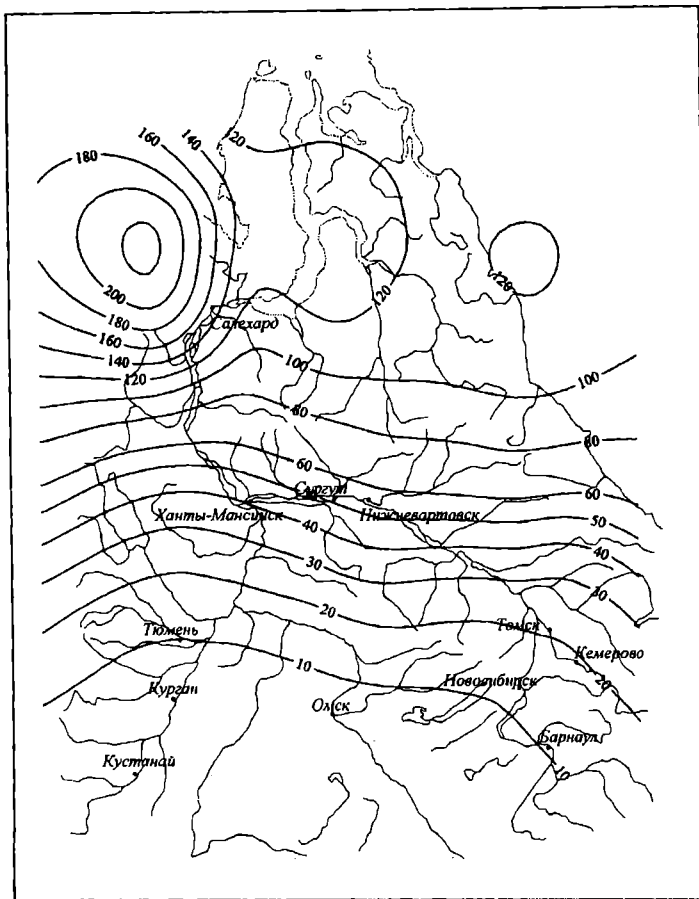 120
140
160
180
200
180
160
140
120
120
120
Салехард
100
100
80
80
60
60
Сургут
Ханты-Мансийск
Нижневартовск
50
40
40
30
30
20
Томск
Тюмень
Кемерово
10
20
Новосибирск
Курган
Омск
Барнаул
Кустанай
10